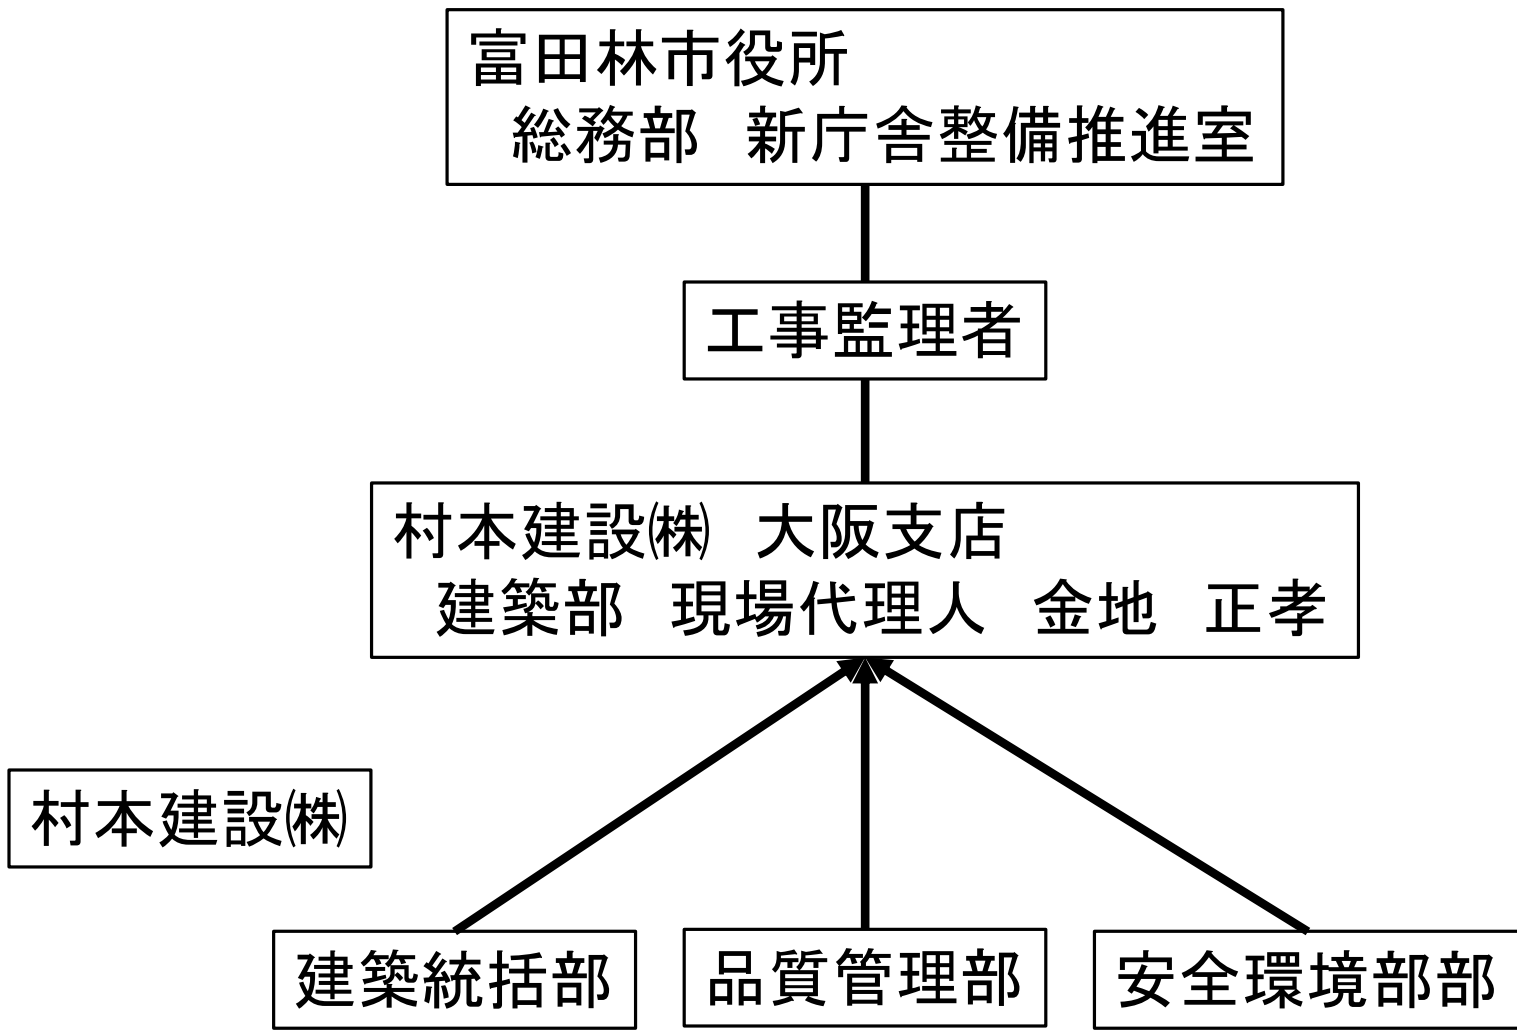 富田林市役所
総務部　新庁舎整備推進室
工事監理者
村本建設㈱　大阪支店
建築部　現場代理人　金地　正孝
村本建設㈱
建築統括部
品質管理部
安全環境部部